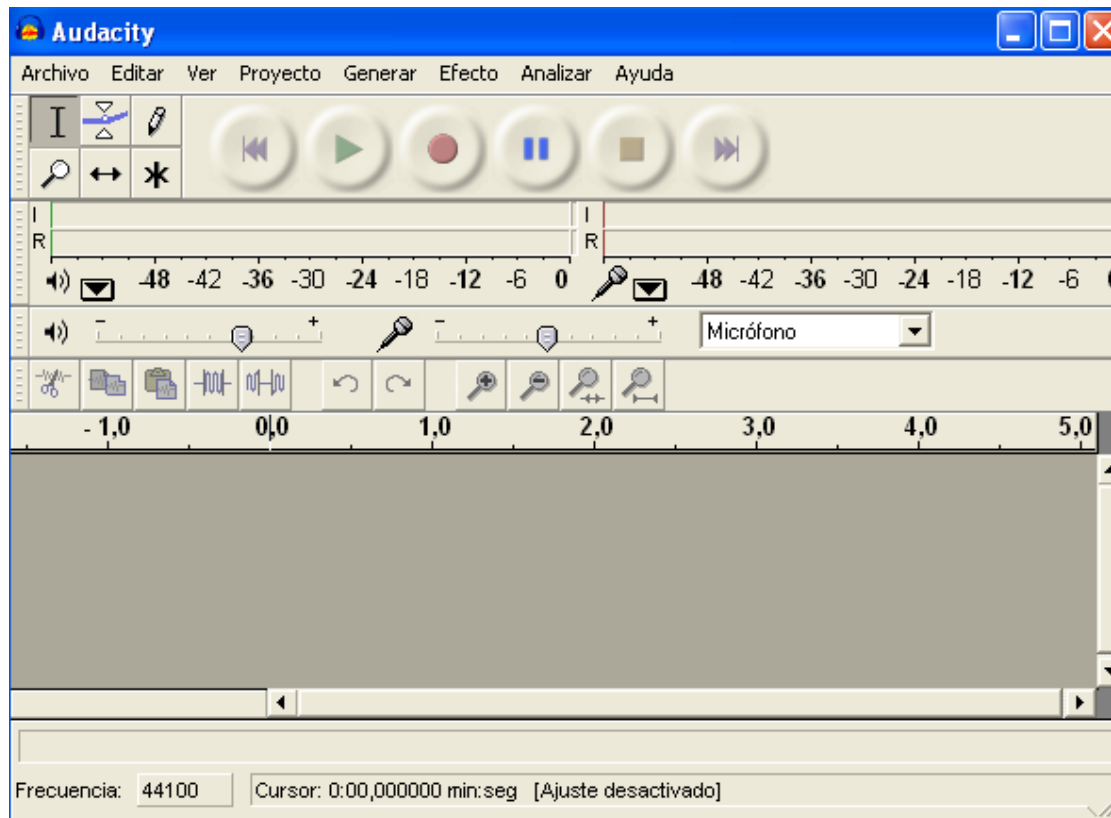 Audacity
Archivo Editar Ver Proyecto Generar Efecto Analizar Ayuda
I I
R R
-48 -42 -36 -30 -24 -18 -12 -6 0 -48 -42 -36 -30 -24 -18 -12 -6
- + - + Micrófono
- 1,0 0,0 1,0 2,0 3,0 4,0 5,0
Frecuencia: 44100 Cursor: 0:00,000000 min:seg [Ajuste desactivado]